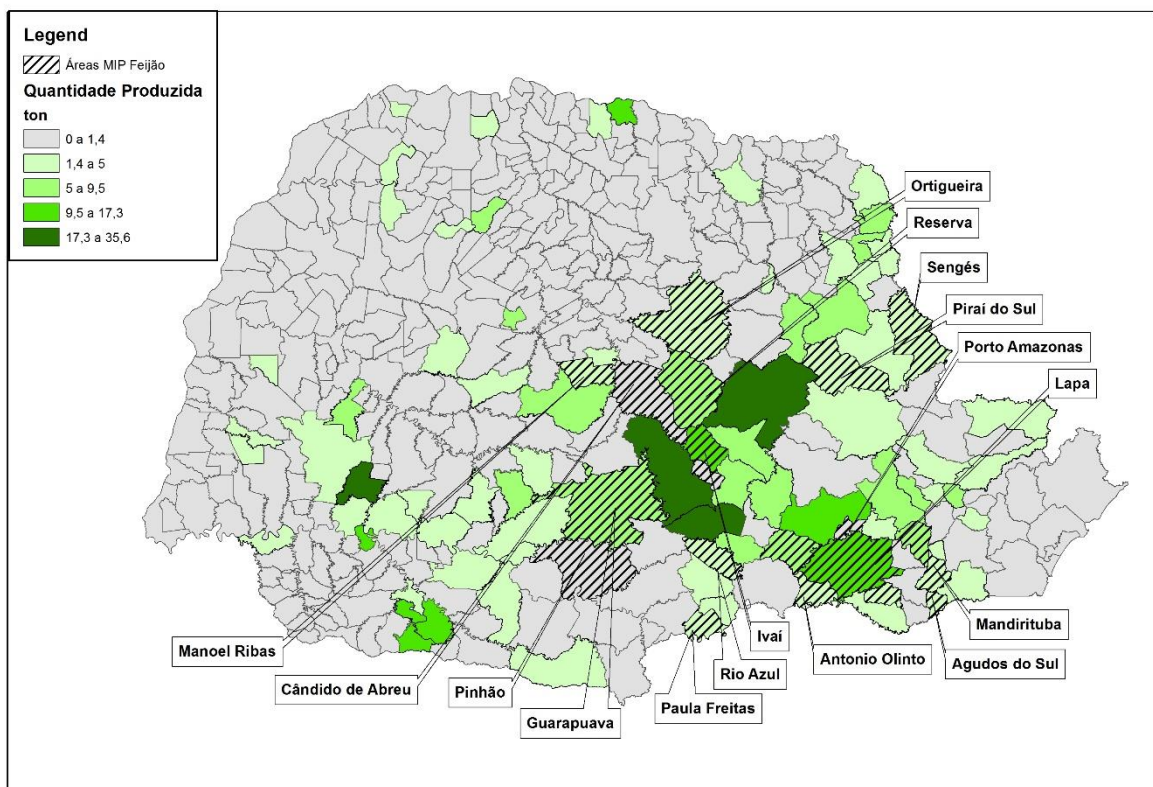 Legend
Áreas MIP Feijão
Quantidade Produzida
ton
0 a 1,4
1,4 a 5
5 a 9,5
9,5 a 17,3
17,3 a 35,6
Ortigueira
Reserva
Sengés
Piraí do Sul
Porto Amazonas
Lapa
Manoel Ribas
Cândido de Abreu
Pinhão
Guarapuava
Paula Freitas
Rio Azul
Ivaí
Antonio Olinto
Agudos do Sul
Mandirituba